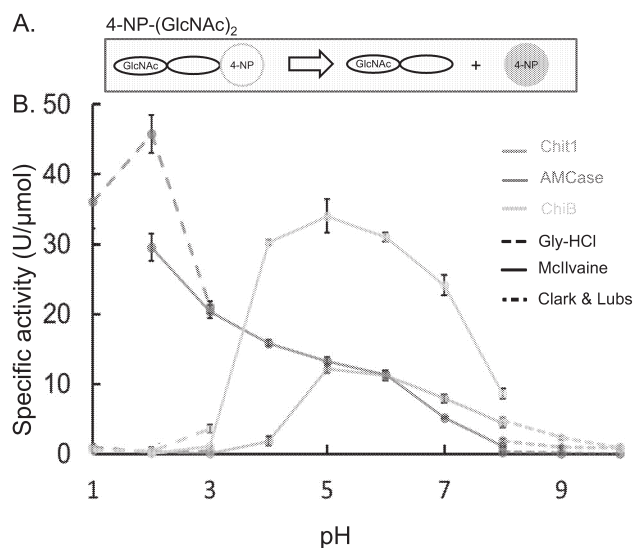 A.
4-NP-(GlcNAc)2
GlcNAc 4-NP GlcNAc + 4-NP
B.
Specific activity (U/µmol)
50
40
30
20
10
0
1 3 5 7 9
pH
Chit1
AMCase
ChiB
Gly-HCl
McIlvaine
Clark & Lubs